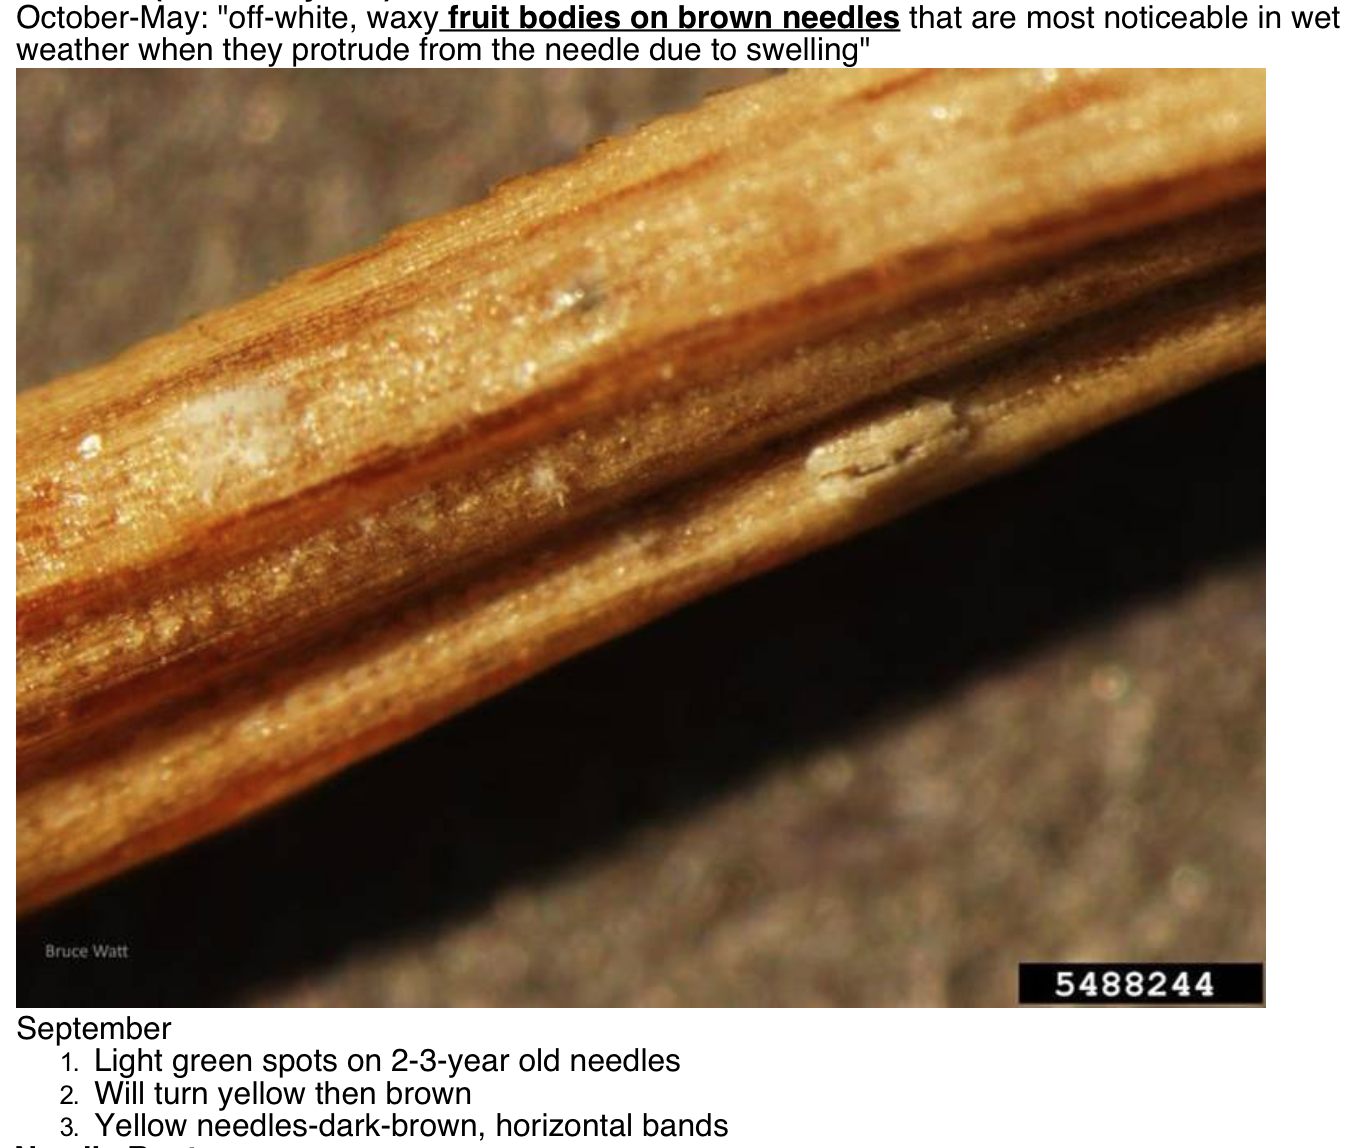 October-May: "off-white, waxy fruit bodies on brown needles that are most noticeable in wet
weather when they protrude from the needle due to swelling"
Bruce Watt
5488244
September
1. Light green spots on 2-3-year old needles
2. Will turn yellow then brown
3. Yellow needles-dark-brown, horizontal bands